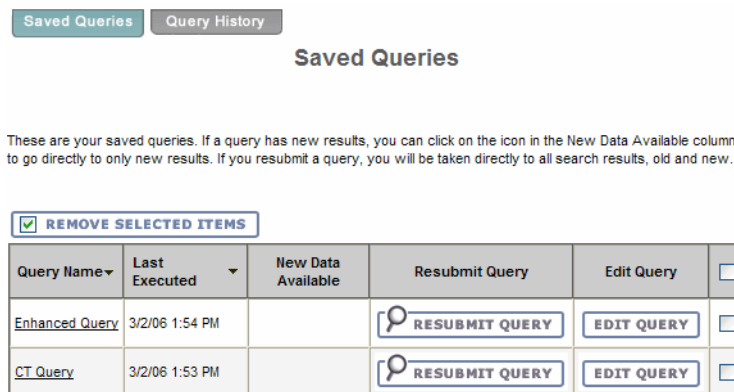 Saved Queries Query History
Saved Queries
These are your saved queries. If a query has new results, you can click on the icon in the New Data Available column
to go directly to only new results. If you resubmit a query, you will be taken directly to all search results, old and new.
REMOVE SELECTED ITEMS
Query Name Last Executed New Data Available Resubmit Query Edit Query
Enhanced Query 3/2/06 1:54 PM RESUBMIT QUERY EDIT QUERY
CT Query 3/2/06 1:53 PM RESUBMIT QUERY EDIT QUERY